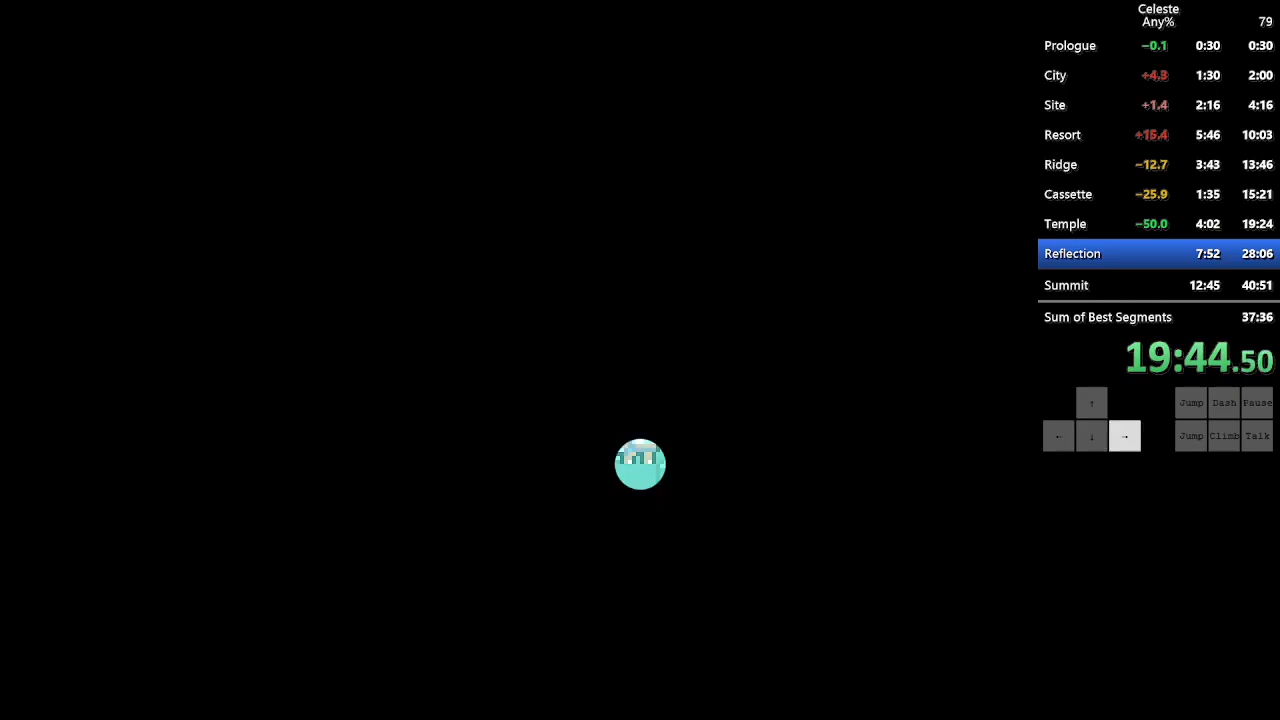 Celeste
Any% 79
Prologue −0.1 0:30 0:30
City +4.3 1:30 2:00
Site +1.4 2:16 4:16
Resort +15.4 5:46 10:03
Ridge −12.7 3:43 13:46
Cassette −25.9 1:35 15:21
Temple −50.0 4:02 19:24
Reflection 7:52 28:06
Summit 12:45 40:51
Sum of Best Segments 37:36
19:44.50
↑ Jump Dash Pause
← ↓ → Jump Climb Talk